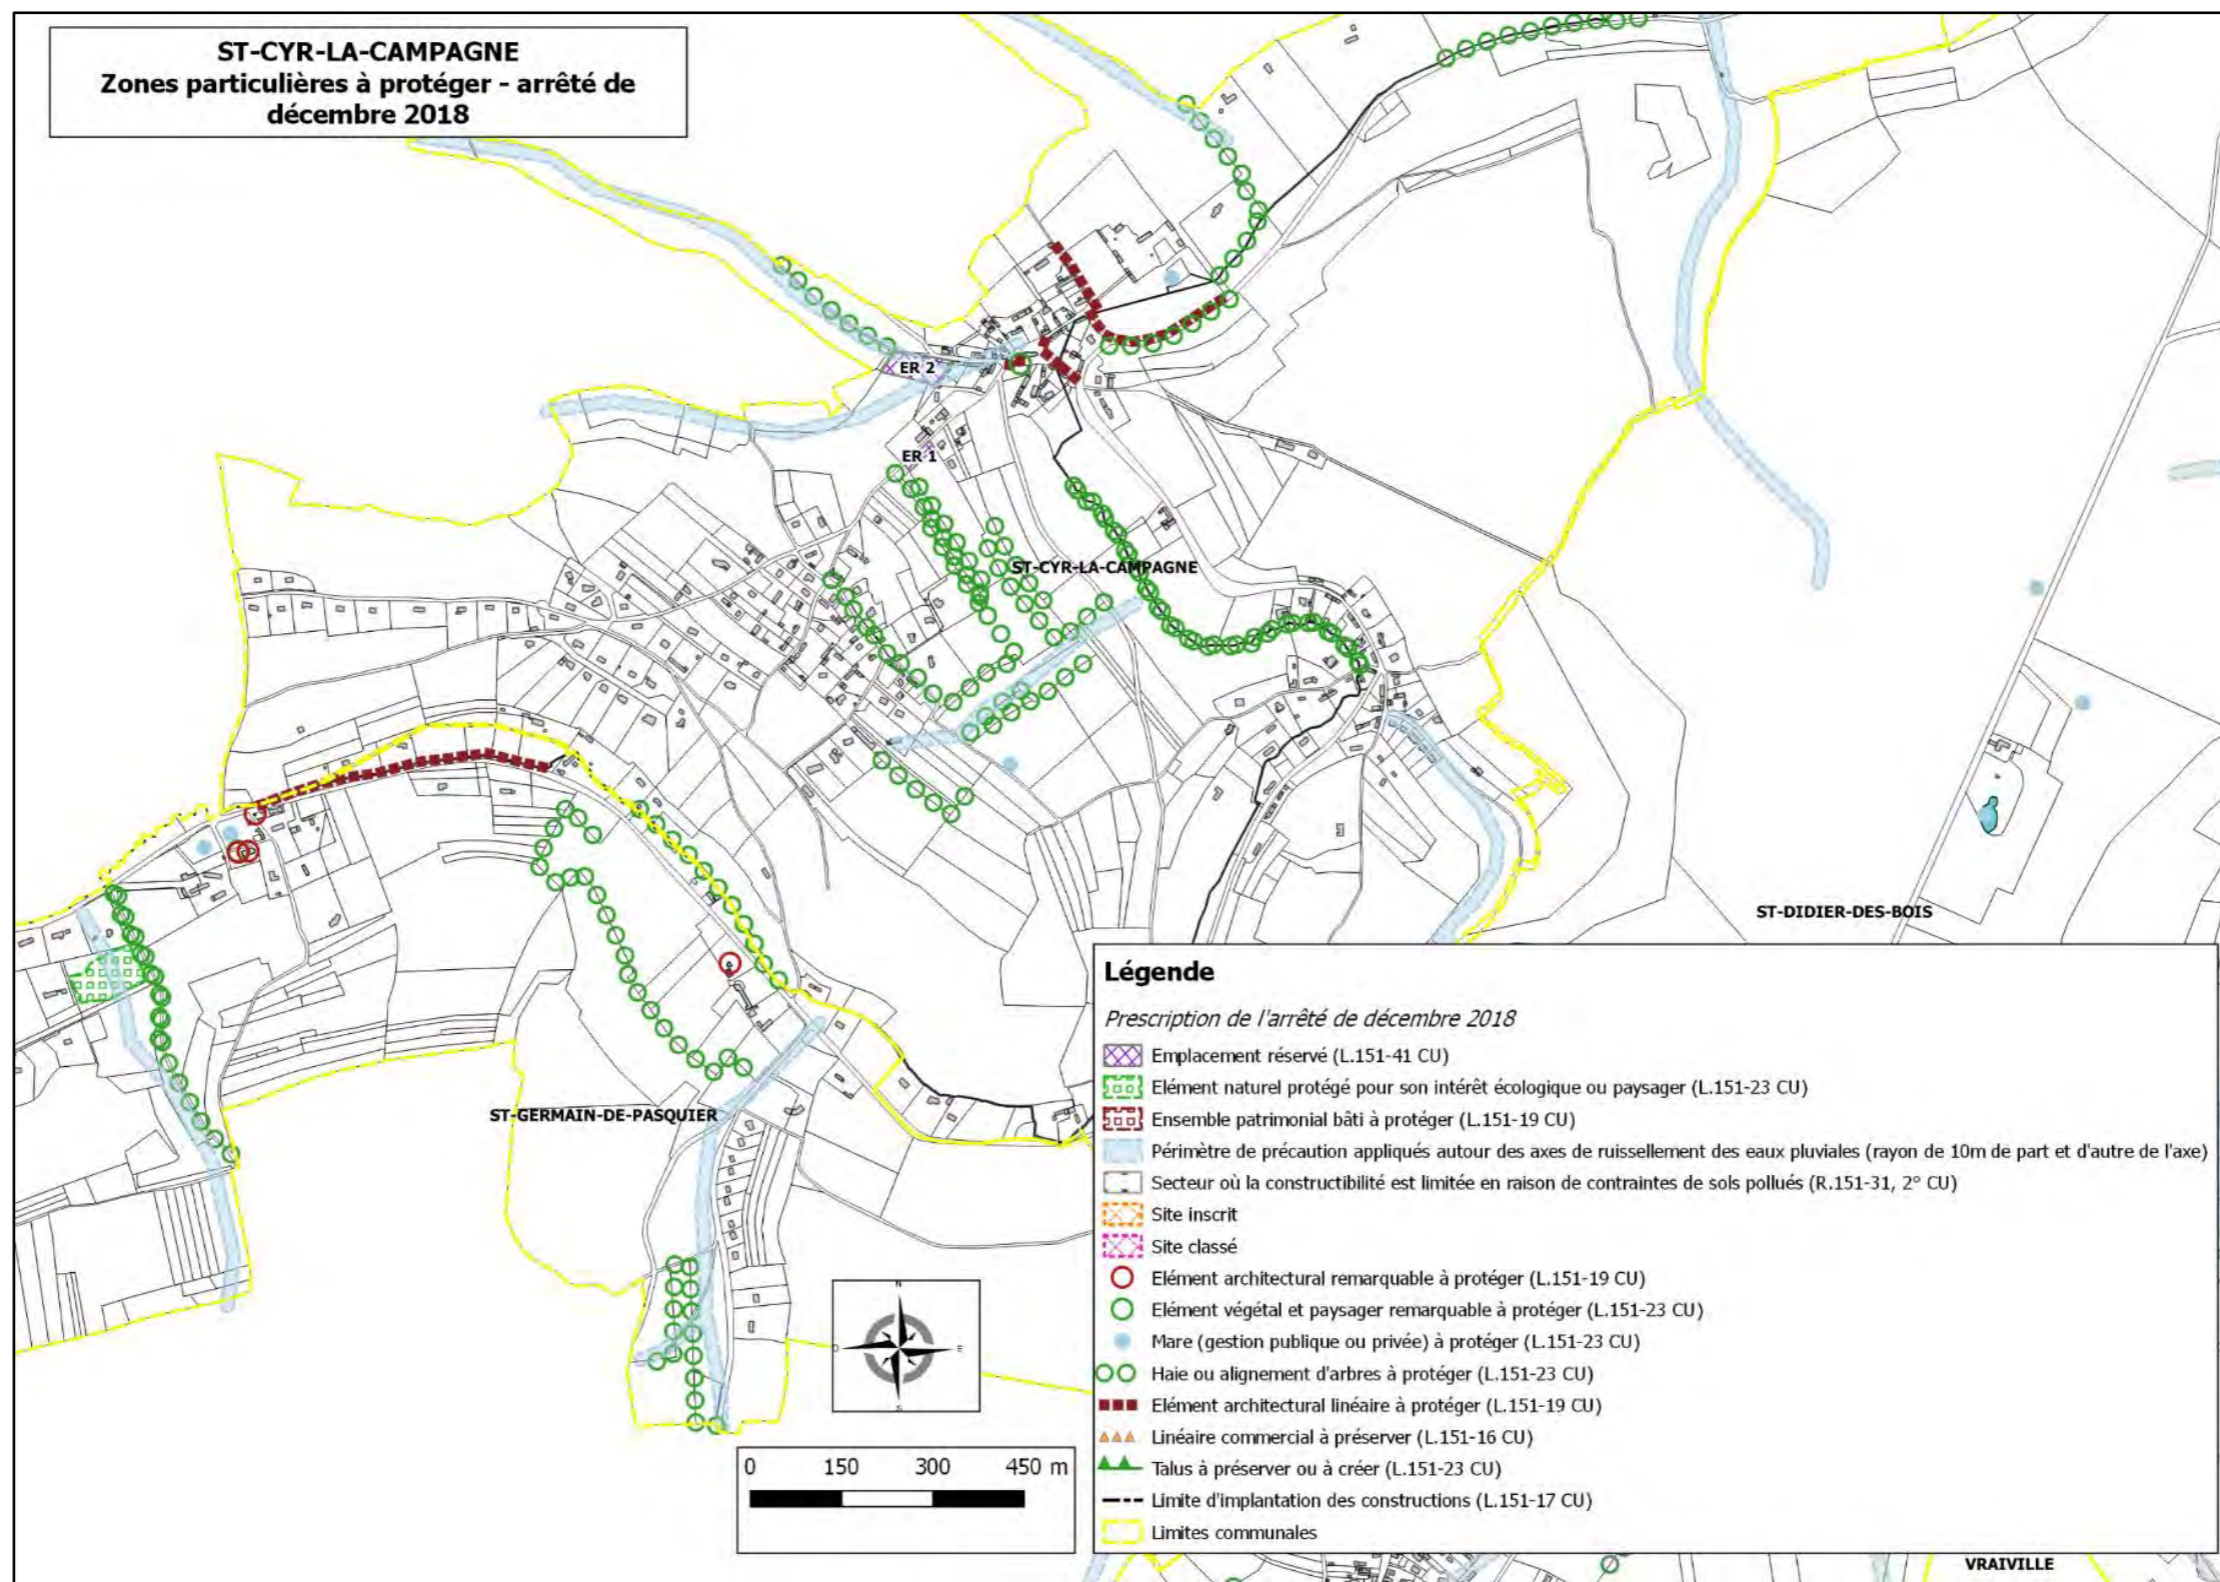 ST-CYR-LA-CAMPAGNE
Zones particulières à protéger - arrêté de
décembre 2018
ER 2
ER 1
ST-CYR-LA-CAMPAGNE
ST-DIDIER-DES-BOIS
ST-GERMAIN-DE-PASQUIER
Légende
Prescription de l'arrêté de décembre 2018
Emplacement réservé (L.151-41 CU)
Elément naturel protégé pour son intérêt écologique ou paysager (L.151-23 CU)
Ensemble patrimonial bâti à protéger (L.151-19 CU)
Périmètre de précaution appliqués autour des axes de ruissellement des eaux pluviales (rayon de 10m de part et d'autre de l'axe)
Secteur où la constructibilité est limitée en raison de contraintes de sols pollués (R.151-31, 2° CU)
Site inscrit
Site classé
Elément architectural remarquable à protéger (L.151-19 CU)
Elément végétal et paysager remarquable à protéger (L.151-23 CU)
Mare (gestion publique ou privée) à protéger (L.151-23 CU)
Haie ou alignement d'arbres à protéger (L.151-23 CU)
Elément architectural linéaire à protéger (L.151-19 CU)
Linéaire commercial à préserver (L.151-16 CU)
Talus à préserver ou à créer (L.151-23 CU)
Limite d'implantation des constructions (L.151-17 CU)
Limites communales
N
O E
S
0 150 300 450 m
VRAIVILLE